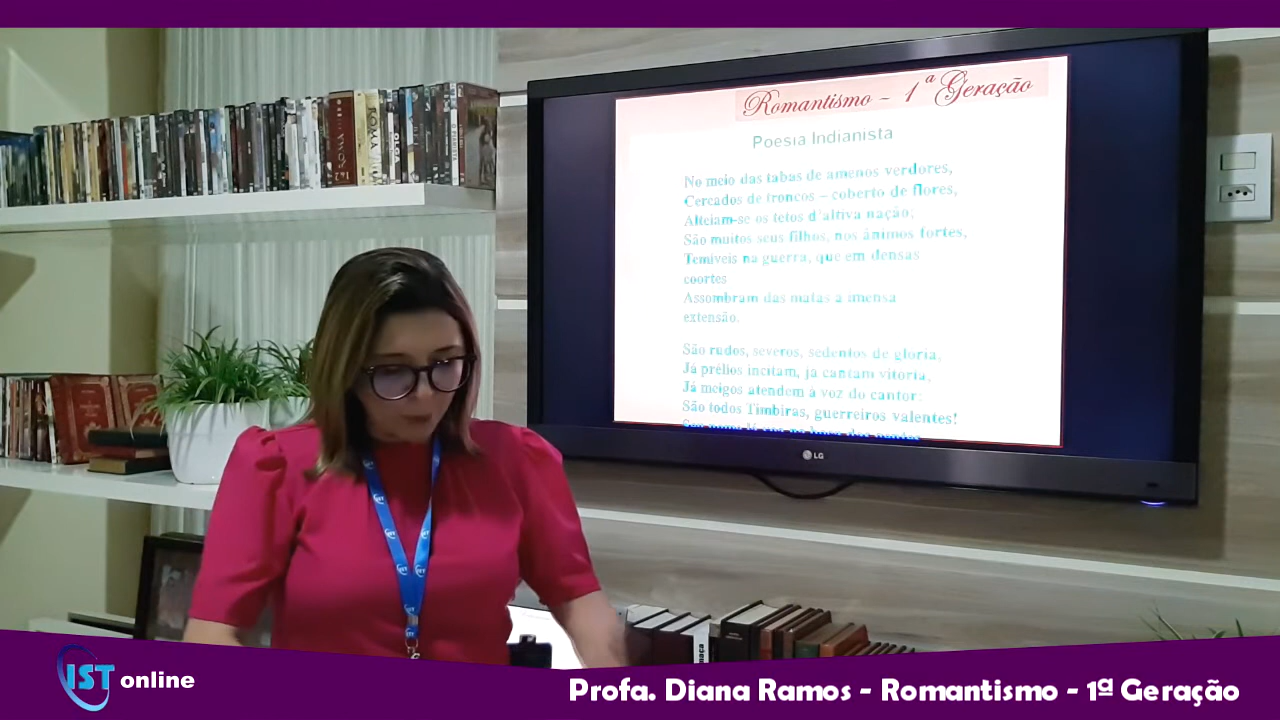 Romantismo - 1ª Geração
Poesia Indianista
No meio das tabas de amenos verdores,
Cercados de troncos – coberto de flores,
Alteiam-se os tetos d'altiva nação;
São muitos seus filhos, nos ânimos fortes,
Temíveis na guerra, que em densas
coortes
Assombram das matas a imensa
extensão.
São rudos, severos, sedentos de glória,
Já prélios incitam, já cantam vitória,
Já meigos atendem à voz do cantor:
São todos Timbiras, guerreiros valentes!
LG
IST online
Profa. Diana Ramos - Romantismo - 1ª Geração